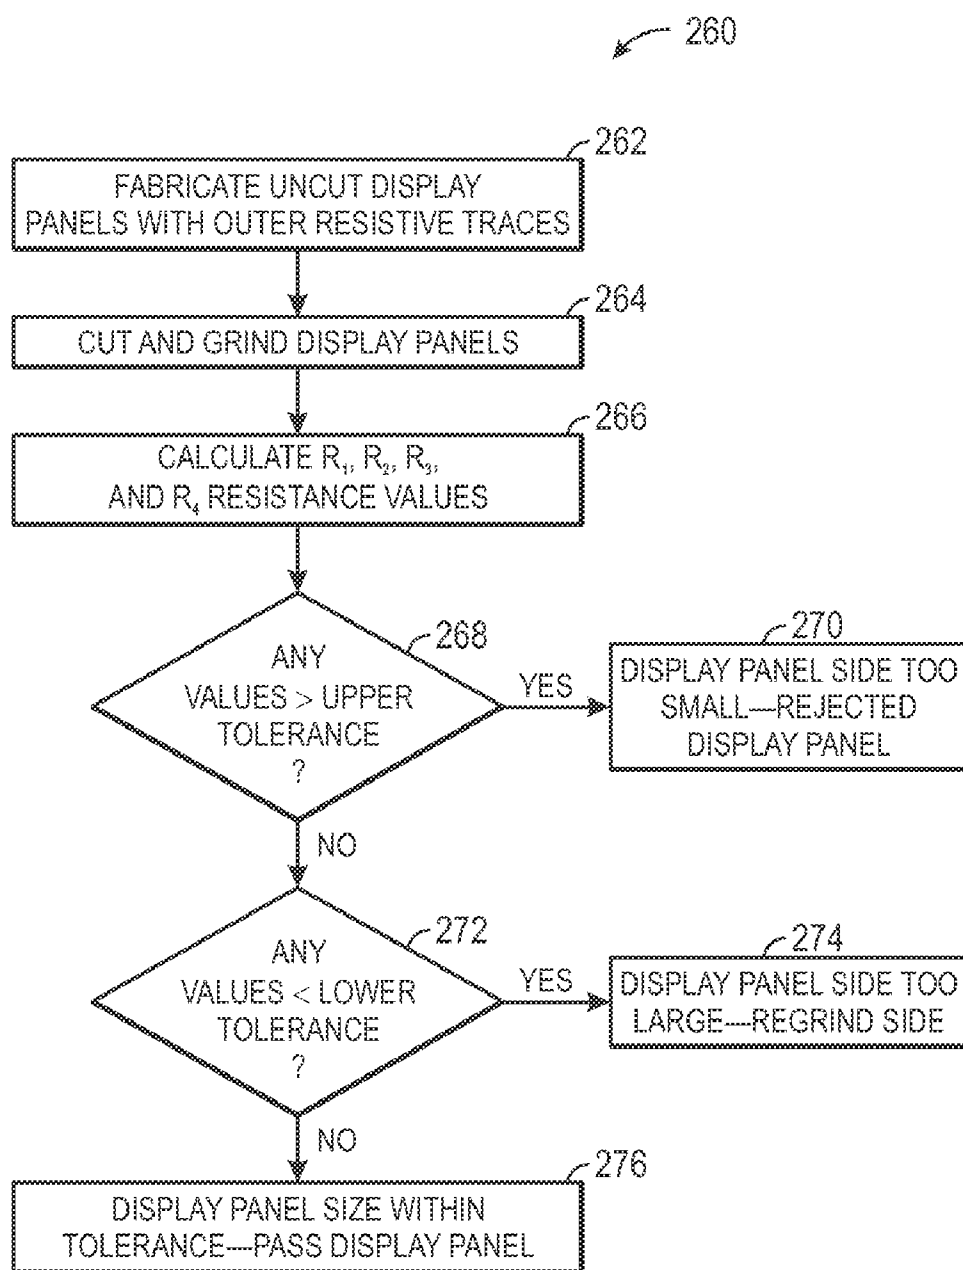 260
262
FABRICATE UNCUT DISPLAY
PANELS WITH OUTER RESISTIVE TRACES
264
CUT AND GRIND DISPLAY PANELS
266
CALCULATE R₁, R₂, R₃,
AND R₄ RESISTANCE VALUES
268
ANY
VALUES > UPPER
TOLERANCE
?
YES
270
DISPLAY PANEL SIDE TOO
SMALL—REJECTED
DISPLAY PANEL
NO
272
ANY
VALUES < LOWER
TOLERANCE
?
YES
274
DISPLAY PANEL SIDE TOO
LARGE—REGRIND SIDE
NO
276
DISPLAY PANEL SIZE WITHIN
TOLERANCE—PASS DISPLAY PANEL